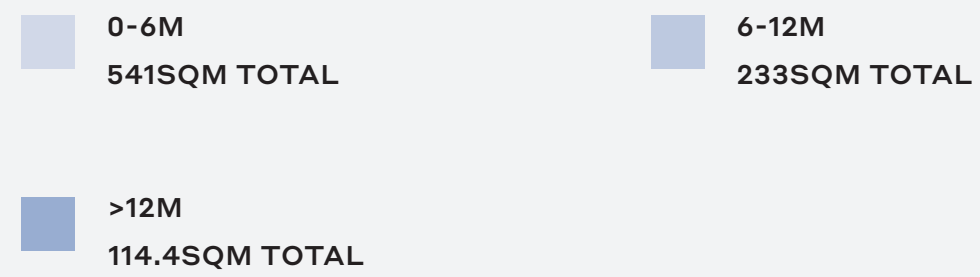 0-6M
541SQM TOTAL
6-12M
233SQM TOTAL
>12M
114.4SQM TOTAL